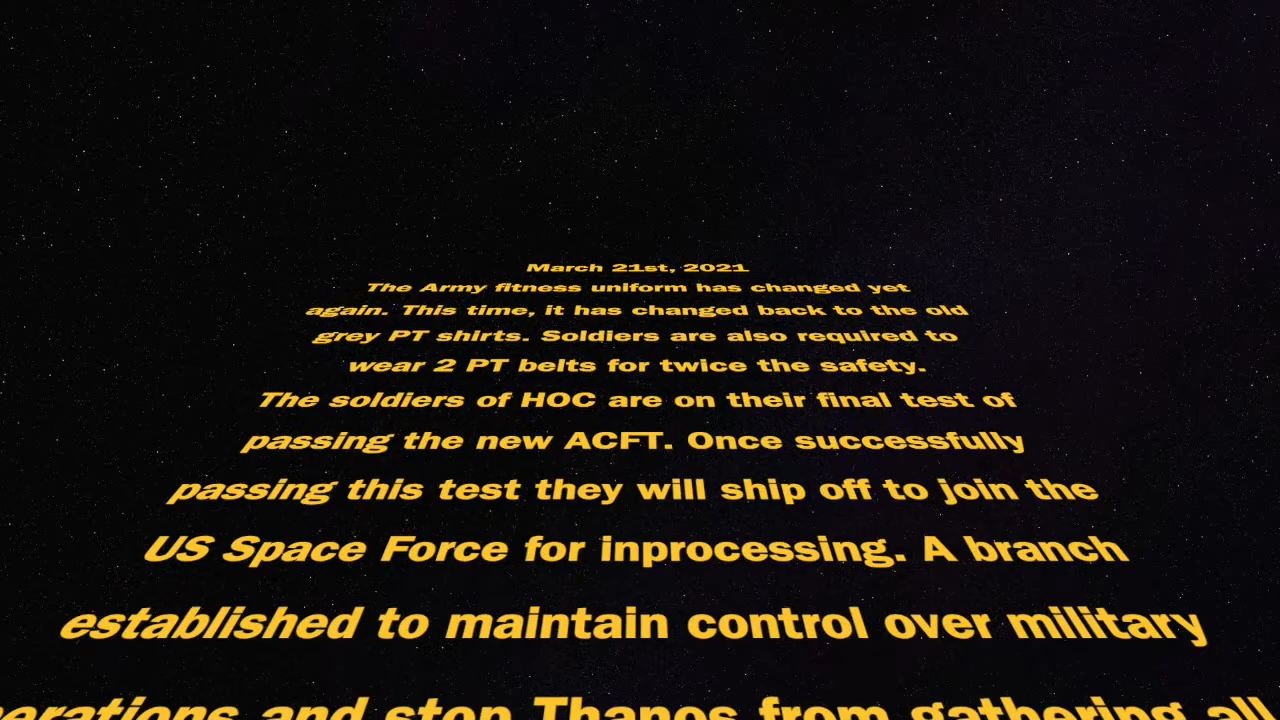 March 21st, 2021
The Army fitness uniform has changed yet
again. This time, it has changed back to the old
grey PT shirts. Soldiers are also required to
wear 2 PT belts for twice the safety.
The soldiers of HOC are on their final test of
passing the new ACFT. Once successfully
passing this test they will ship off to join the
US Space Force for inprocessing. A branch
established to maintain control over military
and stop Thanos from gathering all